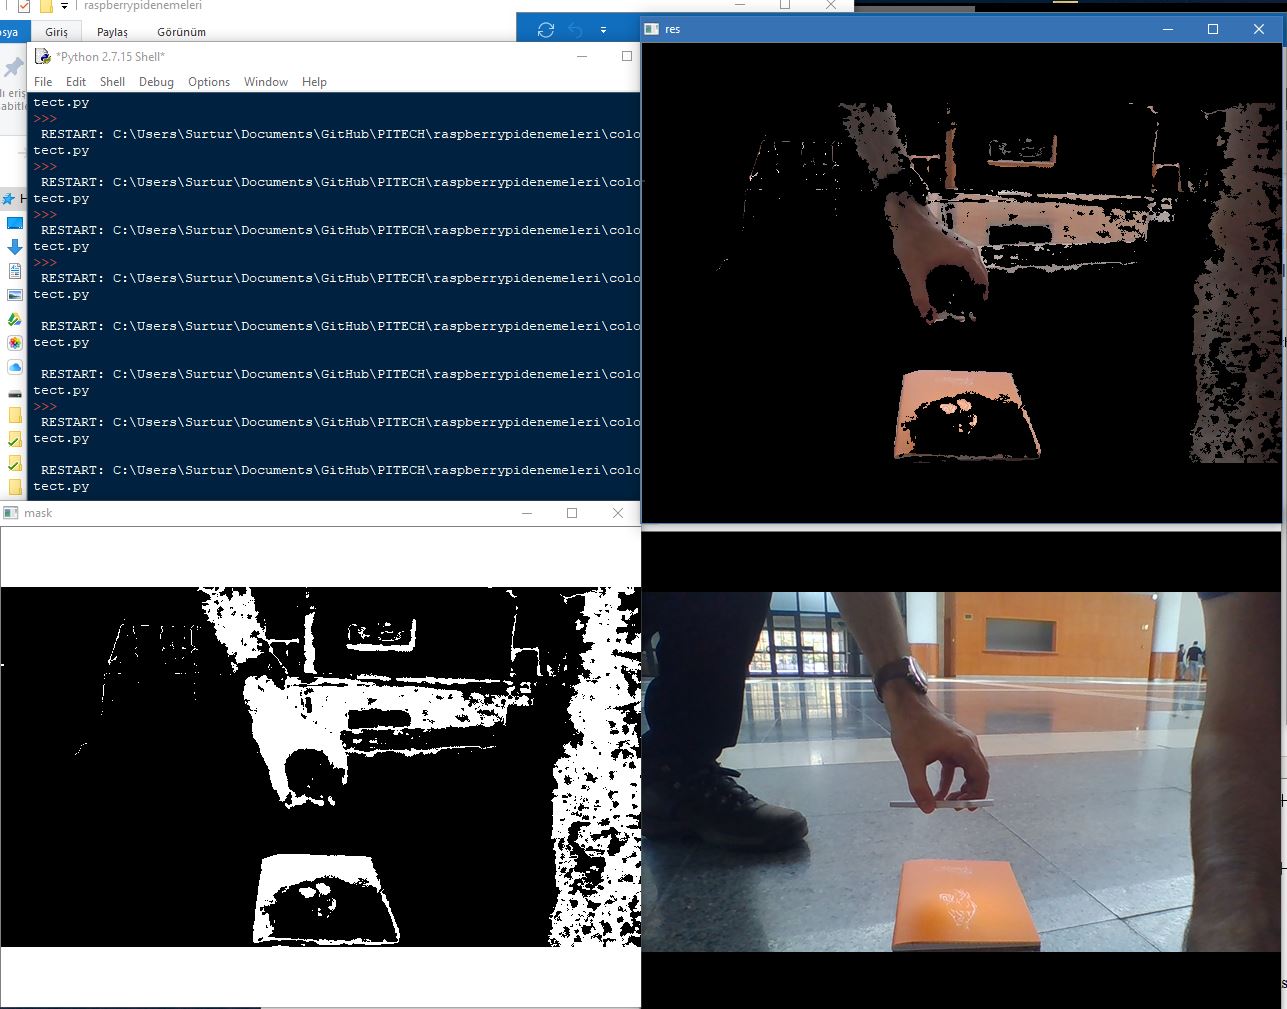 raspberrypidenemeleri
osya
Giriş
Paylaş
Görünüm
*Python 2.7.15 Shell*
File Edit Shell Debug Options Window Help
tect.py
>>>
RESTART: C:\Users\Surtur\Documents\GitHub\PITECH\raspberrypidenemeleri\colo
tect.py
>>>
RESTART: C:\Users\Surtur\Documents\GitHub\PITECH\raspberrypidenemeleri\colo
tect.py
>>>
RESTART: C:\Users\Surtur\Documents\GitHub\PITECH\raspberrypidenemeleri\colo
tect.py
>>>
RESTART: C:\Users\Surtur\Documents\GitHub\PITECH\raspberrypidenemeleri\colo
tect.py
RESTART: C:\Users\Surtur\Documents\GitHub\PITECH\raspberrypidenemeleri\colo
tect.py
RESTART: C:\Users\Surtur\Documents\GitHub\PITECH\raspberrypidenemeleri\colo
tect.py
>>>
RESTART: C:\Users\Surtur\Documents\GitHub\PITECH\raspberrypidenemeleri\colo
tect.py
RESTART: C:\Users\Surtur\Documents\GitHub\PITECH\raspberrypidenemeleri\colo
tect.py
res
mask